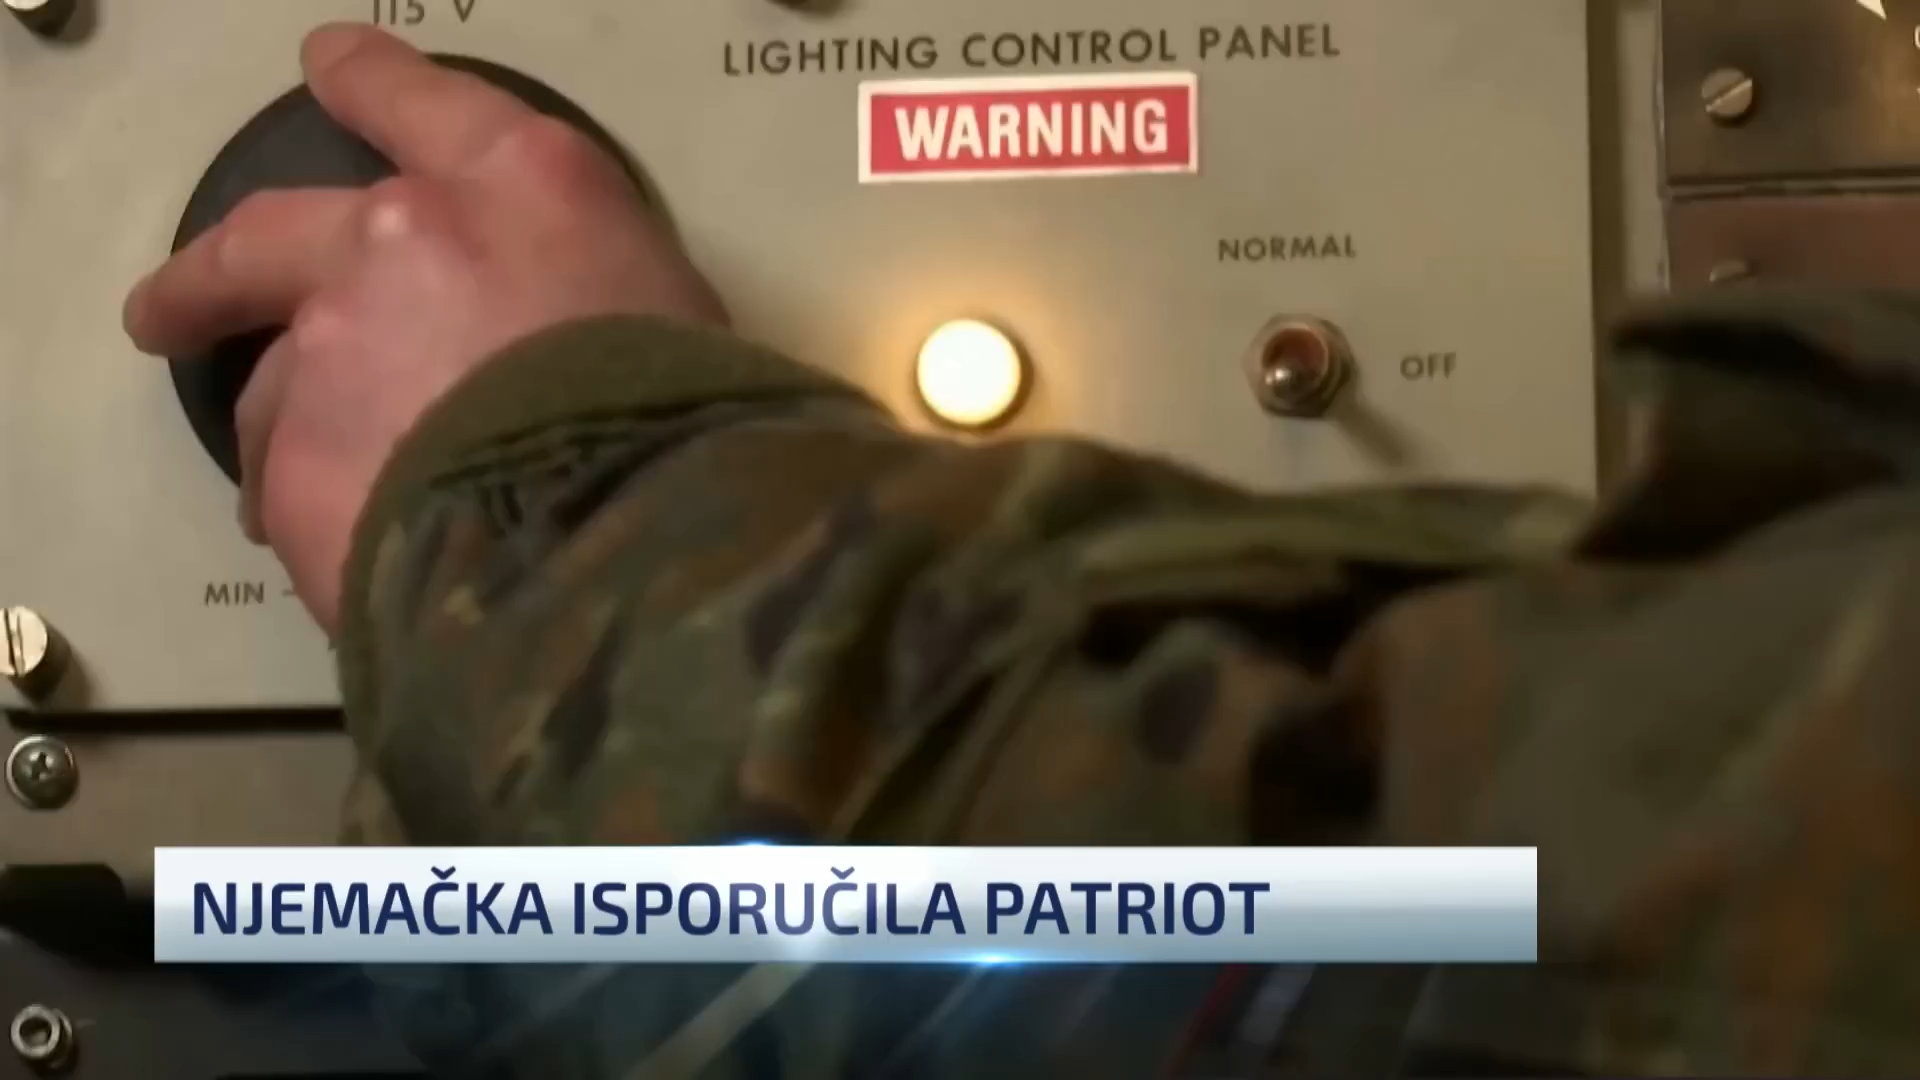 115 V
LIGHTING CONTROL PANEL
WARNING
NORMAL
OFF
MIN
NJEMAČKA ISPORUČILA PATRIOT